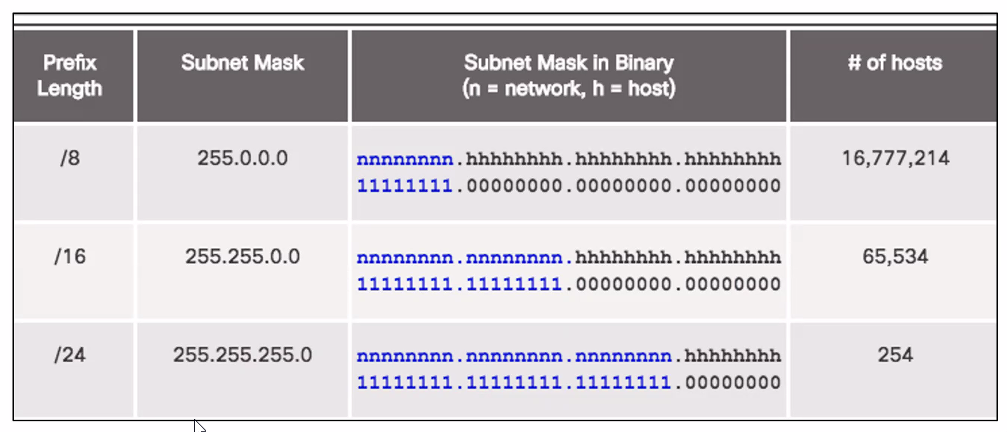 Prefix
Length
Subnet Mask
Subnet Mask in Binary
(n = network, h = host)
# of hosts
/8
255.0.0.0
nnnnnnnn.hhhhhhhh.hhhhhhhh.hhhhhhhh
11111111.00000000.00000000.00000000
16,777,214
/16
255.255.0.0
nnnnnnnn.nnnnnnnn.hhhhhhhh.hhhhhhhh
11111111.11111111.00000000.00000000
65,534
/24
255.255.255.0
nnnnnnnn.nnnnnnnn.nnnnnnnn.hhhhhhhh
11111111.11111111.11111111.00000000
254